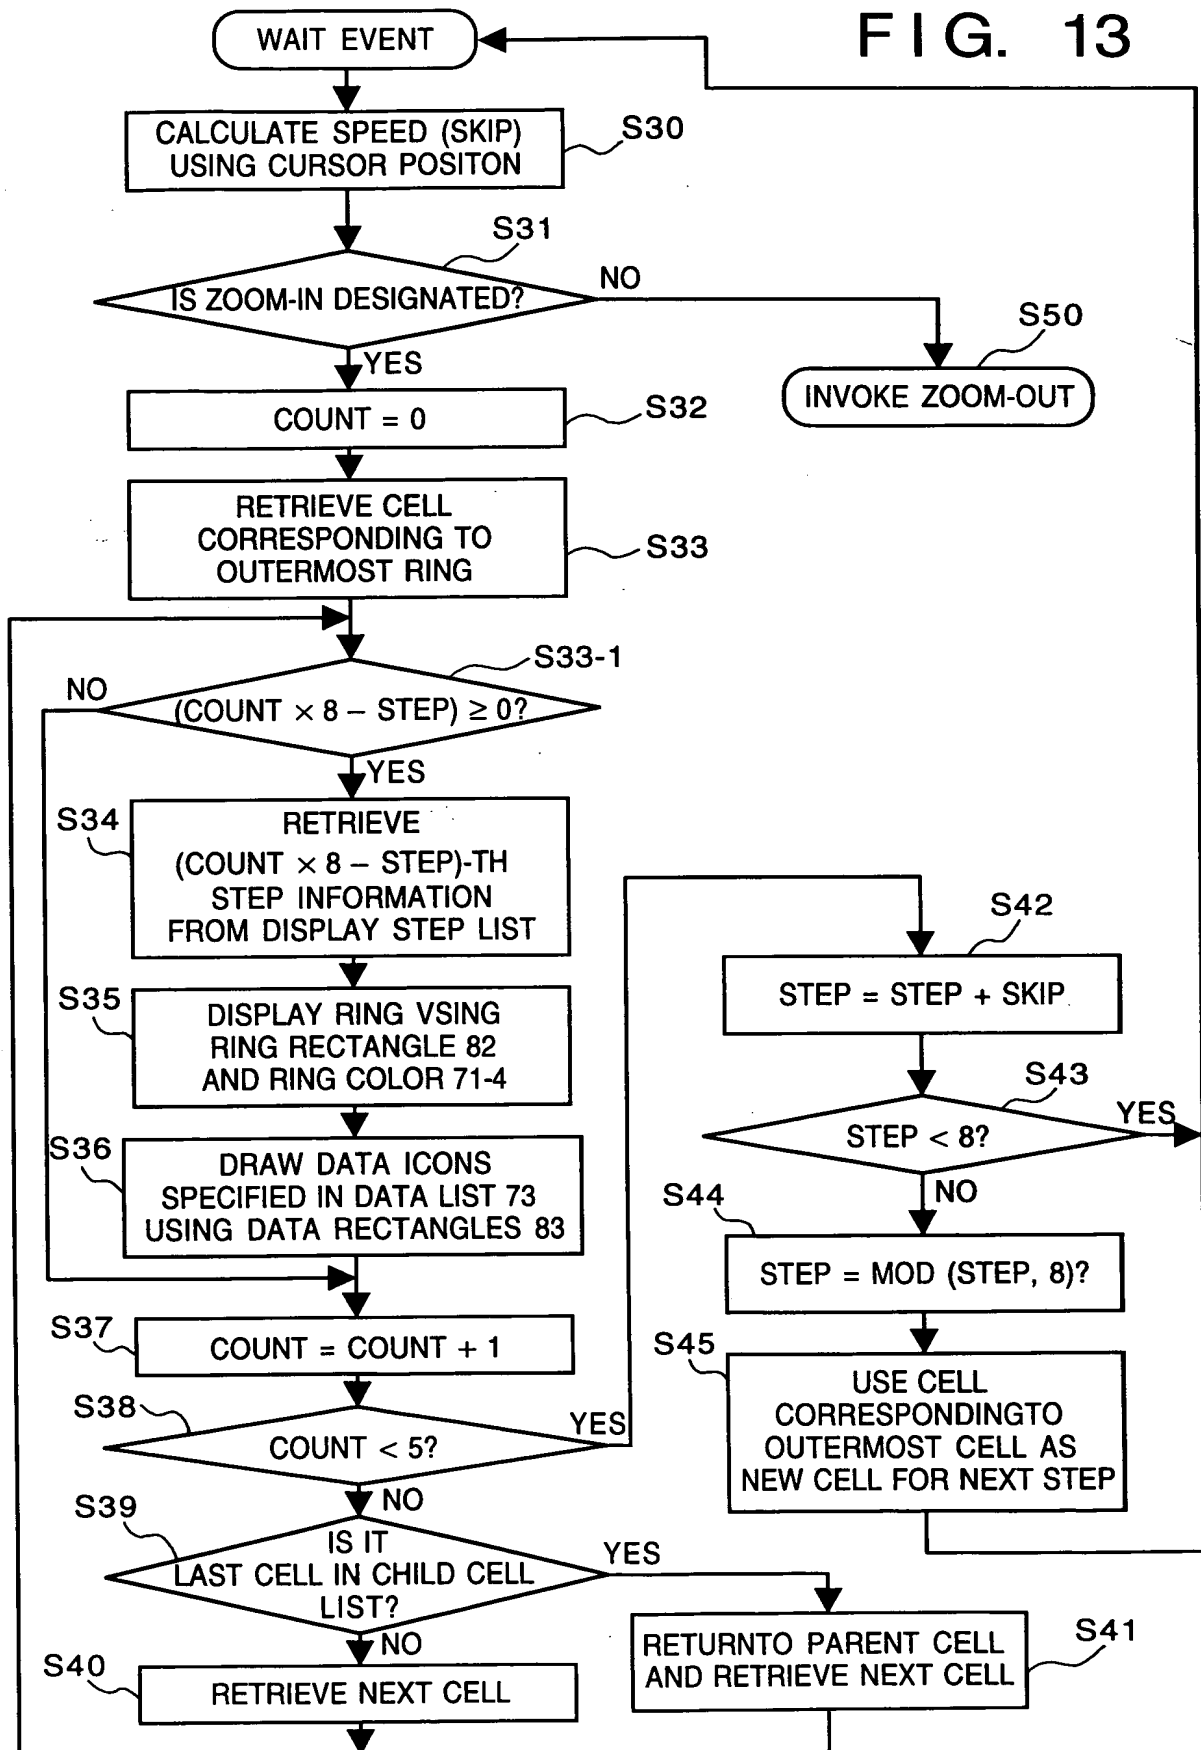 FIG. 13
WAIT EVENT
CALCULATE SPEED (SKIP)
USING CURSOR POSITON
S30
S31
IS ZOOM-IN DESIGNATED?
NO
YES
S50
INVOKE ZOOM-OUT
COUNT = 0
S32
RETRIEVE CELL
CORRESPONDING TO
OUTERMOST RING
S33
S33-1
NO
(COUNT × 8 – STEP) ≥ 0?
YES
S34
RETRIEVE
(COUNT × 8 – STEP)-TH
STEP INFORMATION
FROM DISPLAY STEP LIST
S35
DISPLAY RING VSING
RING RECTANGLE 82
AND RING COLOR 71-4
S36
DRAW DATA ICONS
SPECIFIED IN DATA LIST 73
USING DATA RECTANGLES 83
S37
COUNT = COUNT + 1
S38
COUNT < 5?
YES
NO
S39
IS IT
LAST CELL IN CHILD CELL
LIST?
YES
NO
S40
RETRIEVE NEXT CELL
RETURNTO PARENT CELL
AND RETRIEVE NEXT CELL
S41
S42
STEP = STEP + SKIP
S43
STEP < 8?
YES
NO
S44
STEP = MOD (STEP, 8)?
S45
USE CELL
CORRESPONDINGTO
OUTERMOST CELL AS
NEW CELL FOR NEXT STEP